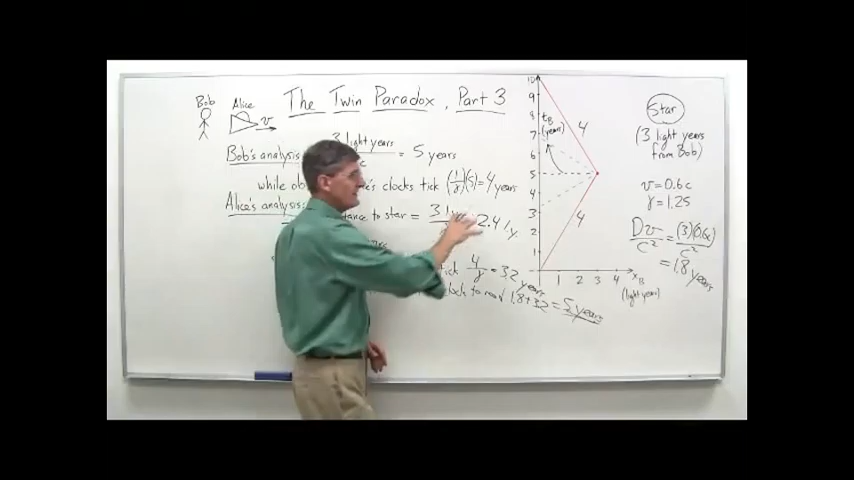 Bob
Alice
v
The Twin Paradox, Part 3
Bob's analysis:
3 light years
= 5 years
while
clocks tick (1/γ)(5) = 4 years
Alice's analysis:
distance to star =
= 2.4 l.y.
tick 4/γ = 3.2 years
clock to read 1.8 + 3.2 = 5 years
10
9
8
7
6
5
4
3
2
1
t_B
(years)
4
4
1 2 3 4
x_B
(light years)
Star
(3 light years
from Bob)
v = 0.6c
γ = 1.25
Dv/c² = (3)(0.6c)/c²
= 1.8 years